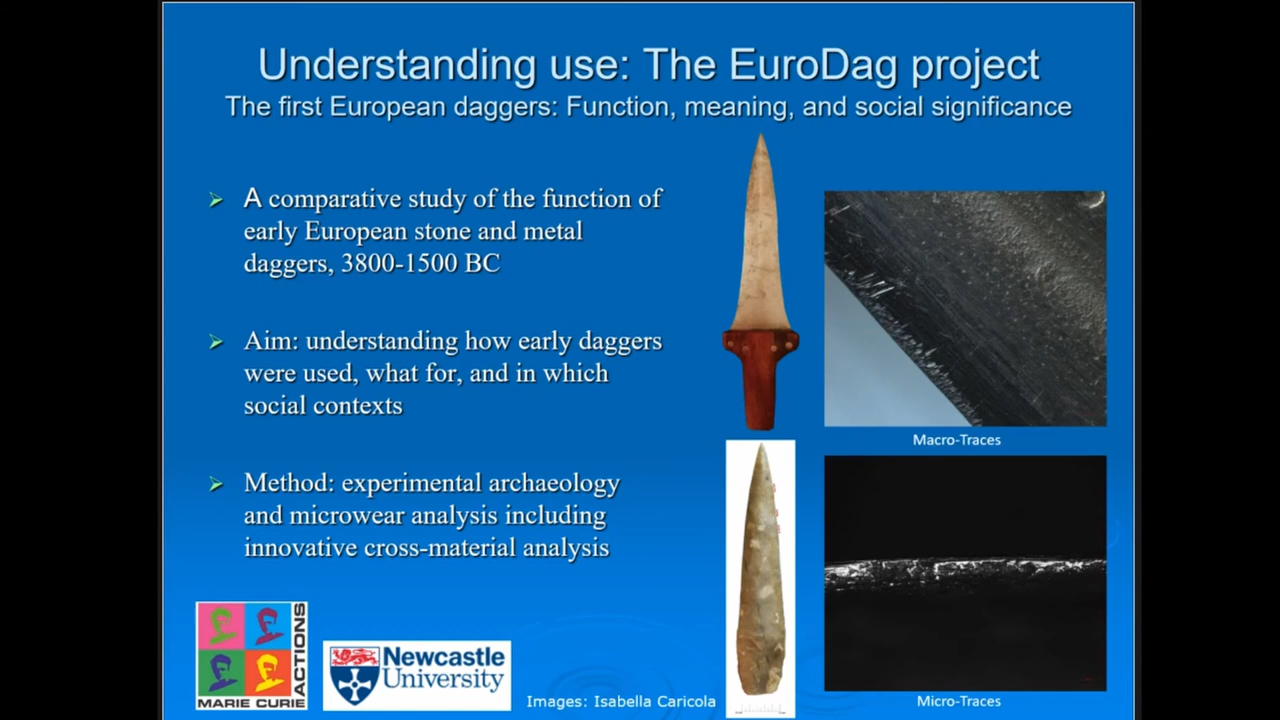 Understanding use: The EuroDag project
The first European daggers: Function, meaning, and social significance
A comparative study of the function of
early European stone and metal
daggers, 3800-1500 BC
Aim: understanding how early daggers
were used, what for, and in which
social contexts
Method: experimental archaeology
and microwear analysis including
innovative cross-material analysis
Macro-Traces
Micro-Traces
MARIE CURIE ACTIONS
Newcastle
University
Images: Isabella Caricola